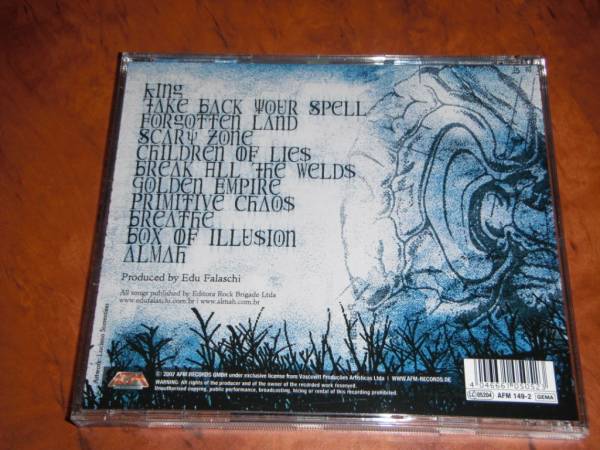 King
Take Back Your Spell
Forgotten Land
Scary Zone
Children of Lies
Break All The Welds
Golden Empire
Primitive Chaos
Breathe
Box of Illusion
Almah
Produced by Edu Falaschi
All songs published by Editora Rock Brigade Ltda
www.edufalaschi.com.br | www.almah.com.br
AFM
℗ © 2007 AFM RECORDS GMBH under exclusive license from Voscovitt Produções Artísticas Ltda | WWW.AFM-RECORDS.DE
WARNING: All rights of the producer and of the owner of the recorded work reserved.
Unauthorised copying, public performance, broadcasting, hiring or rental of this recording prohibited.
LC 05204 AFM 149-2 GEMA